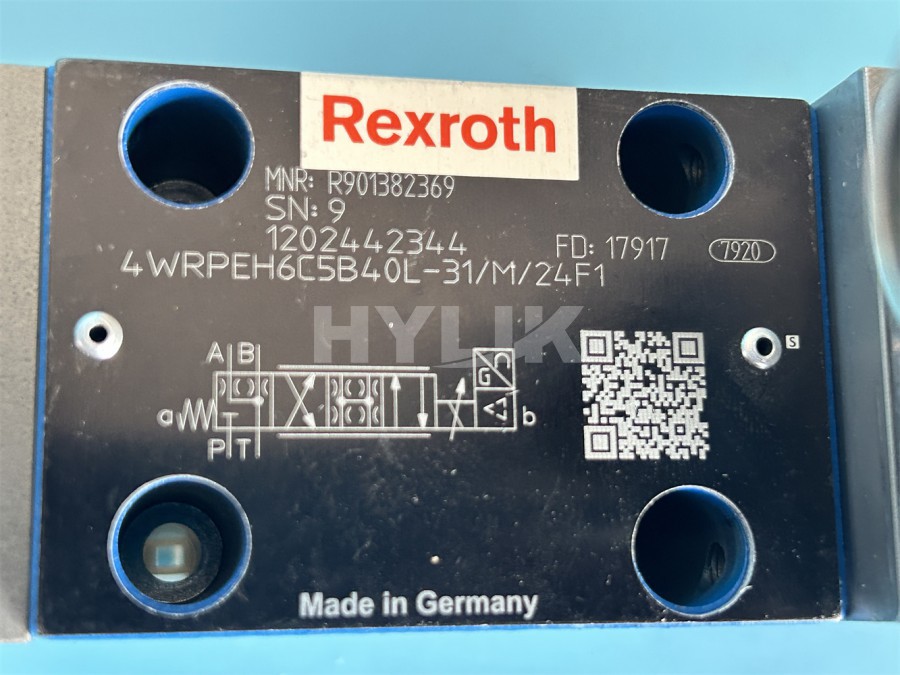 Rexroth
MNR: R901382369
SN: 9
1202442344
FD: 17917
7920
4WRPEH6C5B40L-31/M/24F1
HYLIK
S
A B
a
b
P T
Made in Germany